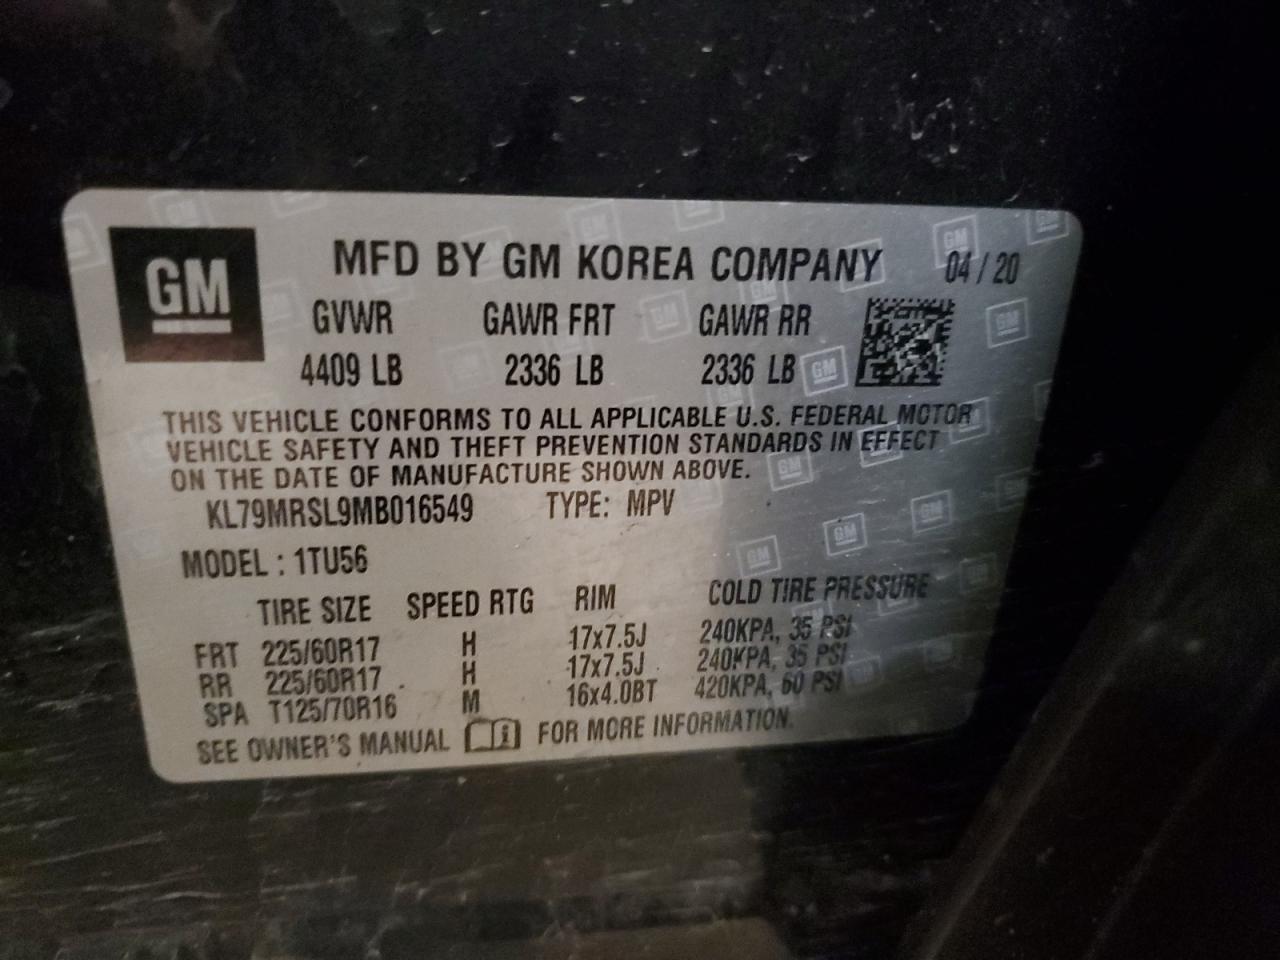 GM
MFD BY GM KOREA COMPANY 04 / 20
GVWR GAWR FRT GAWR RR
4409 LB 2336 LB 2336 LB
THIS VEHICLE CONFORMS TO ALL APPLICABLE U.S. FEDERAL MOTOR
VEHICLE SAFETY AND THEFT PREVENTION STANDARDS IN EFFECT
ON THE DATE OF MANUFACTURE SHOWN ABOVE.
KL79MRSL9MB016549 TYPE: MPV
MODEL : 1TU56
TIRE SIZE SPEED RTG RIM COLD TIRE PRESSURE
FRT 225/60R17 H 17x7.5J 240KPA, 35 PSI
RR 225/60R17 H 17x7.5J 240KPA, 35 PSI
SPA T125/70R16 M 16x4.0BT 420KPA, 60 PSI
SEE OWNER'S MANUAL i FOR MORE INFORMATION.